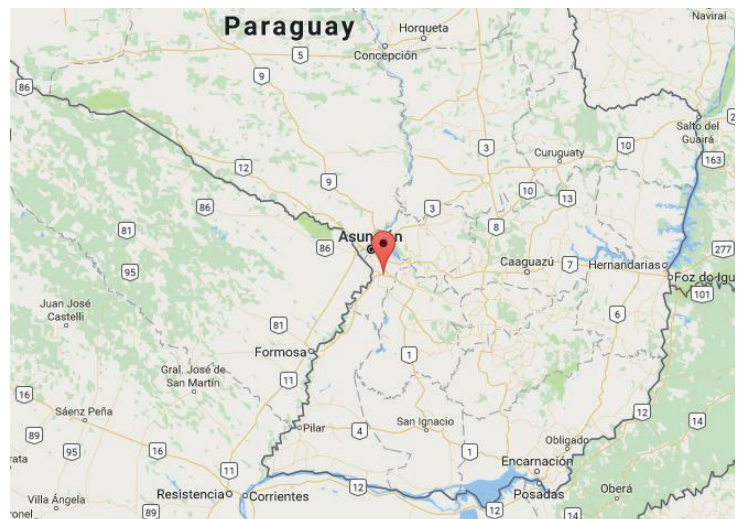 Naviraí
Horqueta
Paraguay
Concepción
5
9
86
Salto del
Guairá
163
3
10
Curuguaty
12
10
13
9
86
3
81
8
86
Caaguazú
7
Hernandarias
277
Foz do Igu
95
101
Juan José
Castelli
81
6
Formosa
1
Gral. José de
San Martín
11
16
12
Sáenz Peña
Pilar
4
San Ignacio
14
89
95
16
Obligado
1
rata
11
Encarnación
Resistencia
Corrientes
12
Posadas
Oberá
Villa Ángela
12
14
ronel
89